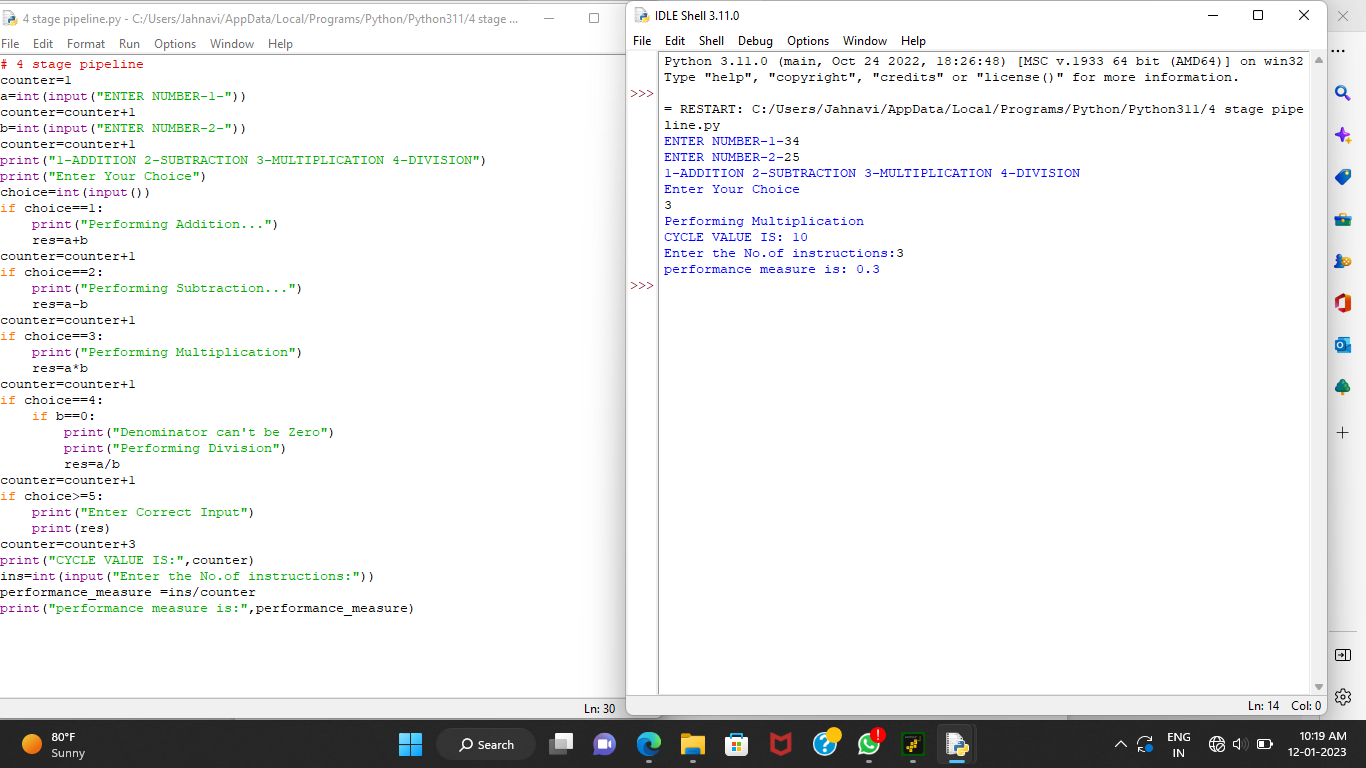 4 stage pipeline.py - C:/Users/Jahnavi/AppData/Local/Programs/Python/Python311/4 stage ...
File Edit Format Run Options Window Help
# 4 stage pipeline
counter=1
a=int(input("ENTER NUMBER-1-"))
counter=counter+1
b=int(input("ENTER NUMBER-2-"))
counter=counter+1
print("1-ADDITION 2-SUBTRACTION 3-MULTIPLICATION 4-DIVISION")
print("Enter Your Choice")
choice=int(input())
if choice==1:
    print("Performing Addition...")
    res=a+b
counter=counter+1
if choice==2:
    print("Performing Subtraction...")
    res=a-b
counter=counter+1
if choice==3:
    print("Performing Multiplication")
    res=a*b
counter=counter+1
if choice==4:
    if b==0:
        print("Denominator can't be Zero")
        print("Performing Division")
        res=a/b
counter=counter+1
if choice>=5:
    print("Enter Correct Input")
    print(res)
counter=counter+3
print("CYCLE VALUE IS:",counter)
ins=int(input("Enter the No.of instructions:"))
performance_measure =ins/counter
print("performance measure is:",performance_measure)
Ln: 30
IDLE Shell 3.11.0
File Edit Shell Debug Options Window Help
Python 3.11.0 (main, Oct 24 2022, 18:26:48) [MSC v.1933 64 bit (AMD64)] on win32
Type "help", "copyright", "credits" or "license()" for more information.
>>>
= RESTART: C:/Users/Jahnavi/AppData/Local/Programs/Python/Python311/4 stage pipe
line.py
ENTER NUMBER-1-34
ENTER NUMBER-2-25
1-ADDITION 2-SUBTRACTION 3-MULTIPLICATION 4-DIVISION
Enter Your Choice
3
Performing Multiplication
CYCLE VALUE IS: 10
Enter the No.of instructions:3
performance measure is: 0.3
>>>
Ln: 14 Col: 0
80°F
Sunny
Search
ENG
IN
10:19 AM
12-01-2023